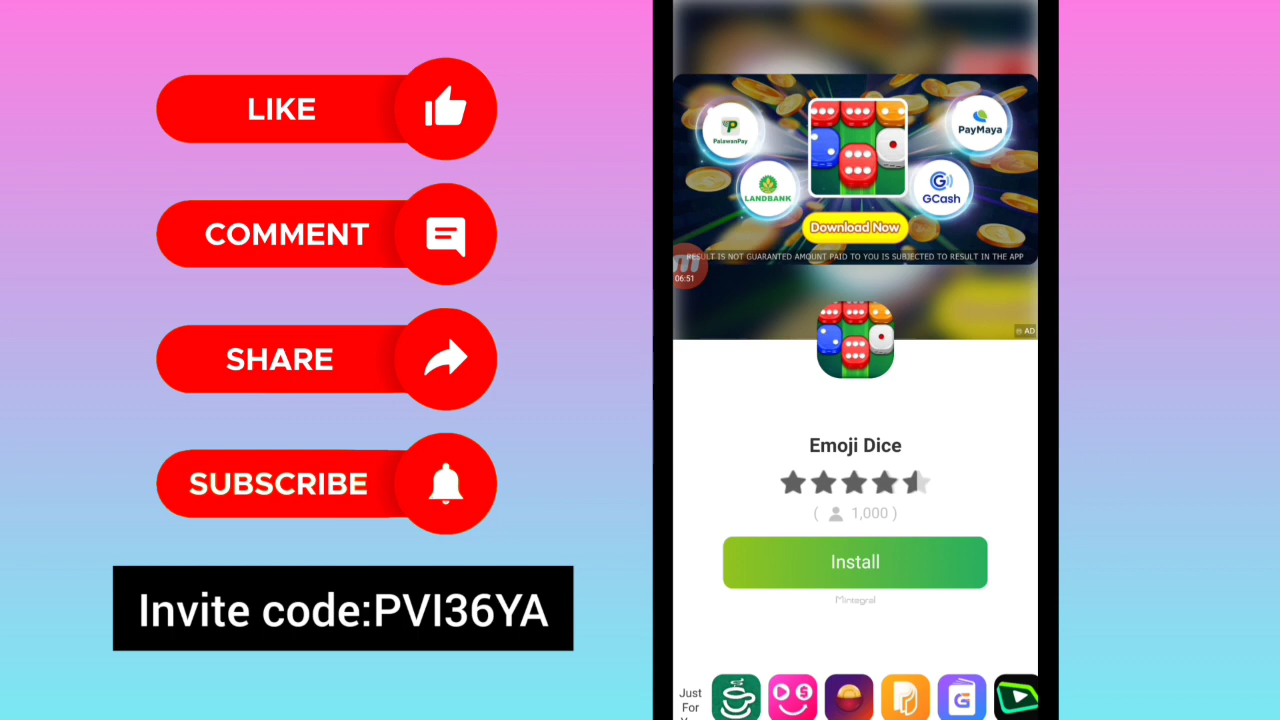 LIKE
COMMENT
SHARE
SUBSCRIBE
Invite code:PVI36YA
PalawanPay
PayMaya
LANDBANK
GCash
Download Now
RESULT IS NOT GUARANTED AMOUNT PAID TO YOU IS SUBJECTED TO RESULT IN THE APP
06:51
AD
Emoji Dice
( 1,000 )
Install
Mintegral
Just
For